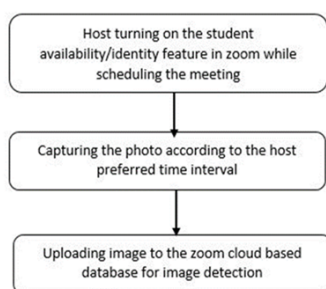 Host turning on the student
availability/identity feature in zoom while
scheduling the meeting
Capturing the photo according to the host
preferred time interval
Uploading image to the zoom cloud based
database for image detection